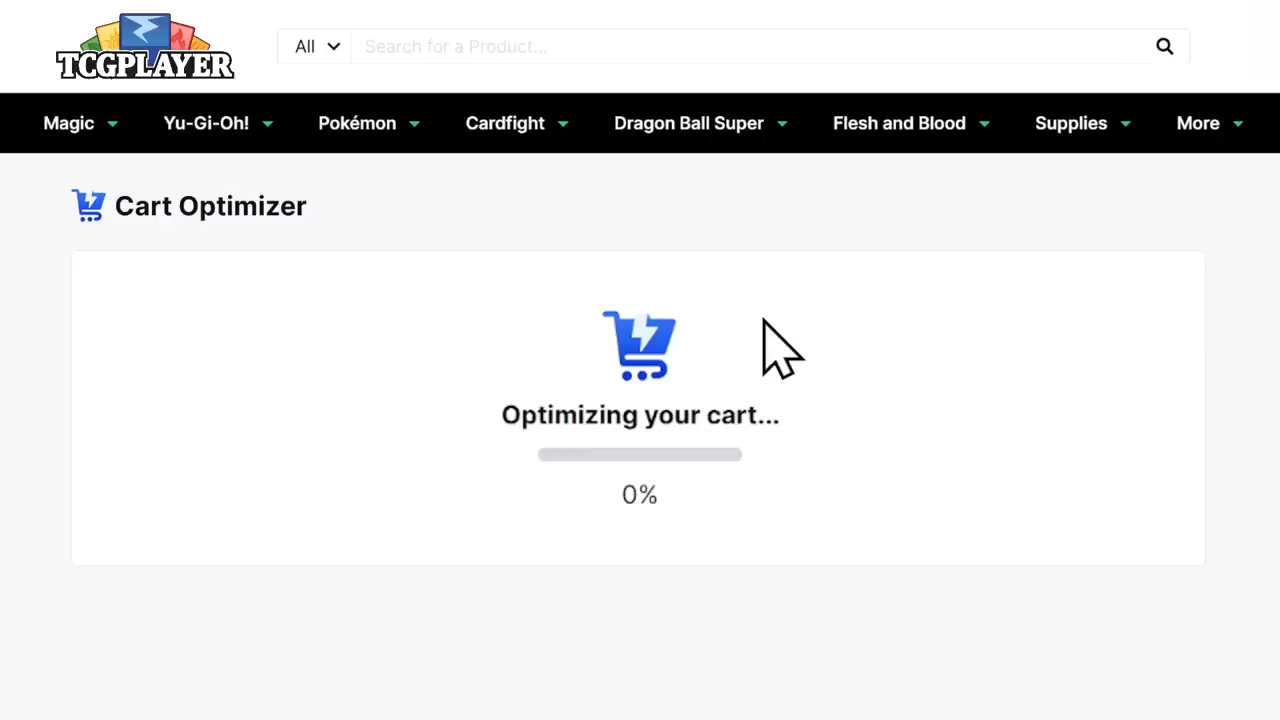 TCGPLAYER
All Search for a Product...
Magic Yu-Gi-Oh! Pokémon Cardfight Dragon Ball Super Flesh and Blood Supplies More
Cart Optimizer
Optimizing your cart...
0%